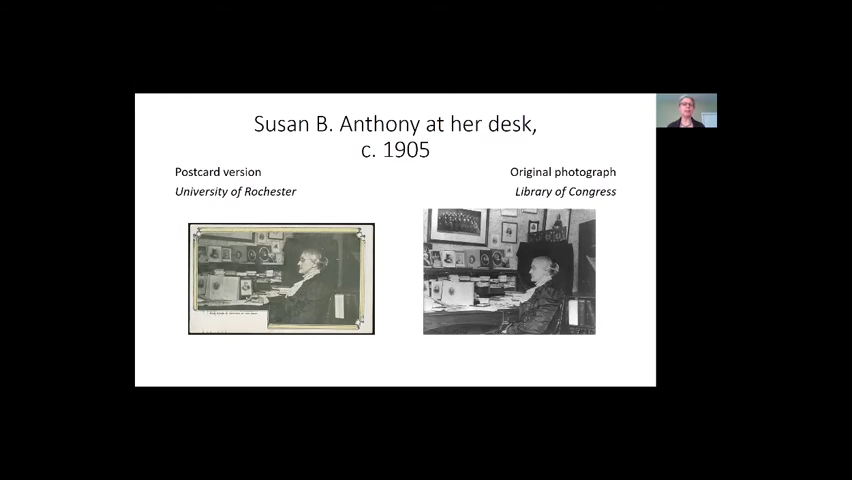 Susan B. Anthony at her desk,
c. 1905
Postcard version
Original photograph
University of Rochester
Library of Congress